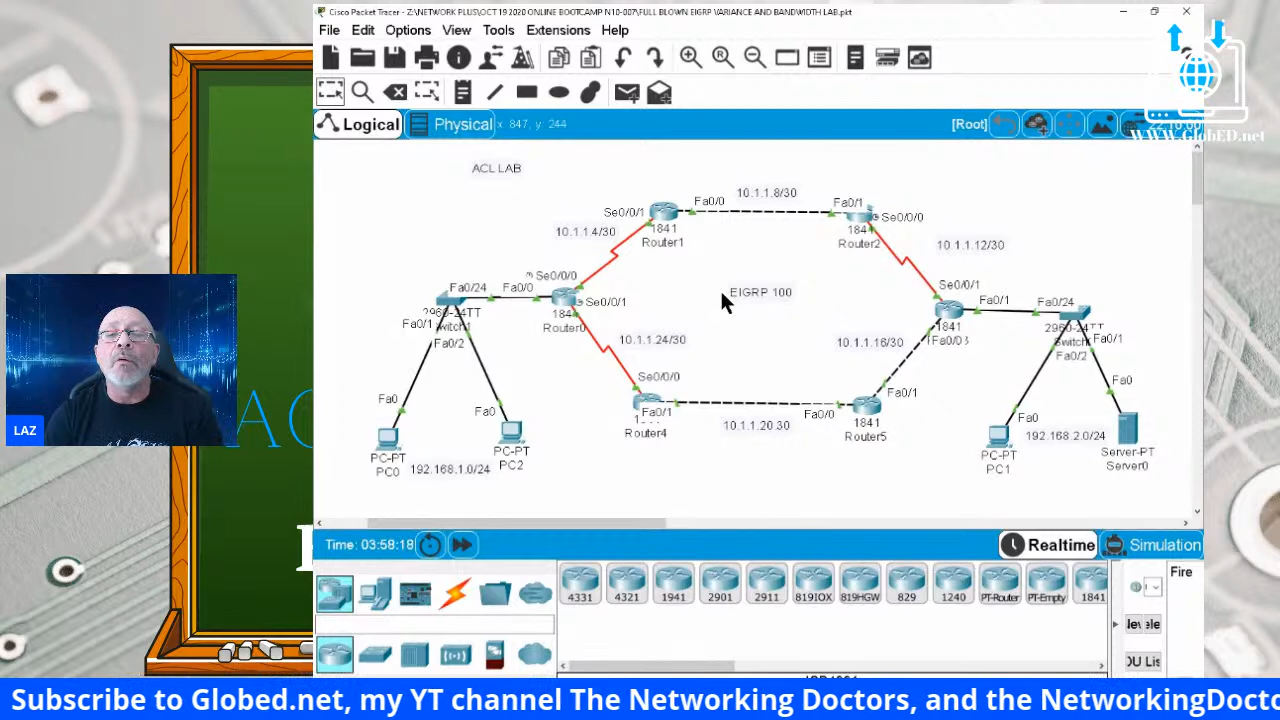 Cisco Packet Tracer - Z:\NETWORK PLUS\OCT 19 2020 ONLINE BOOTCAMP N10-007\FULL BLOWN EIGRP VARIANCE AND BANDWIDTH LAB.pkt
File Edit Options View Tools Extensions Help
Logical Physical x 847, y: 244 [Root]
WWW.GlobED.net
ACL LAB
10.1.1.8/30
Fa0/0
Fa0/1
Se0/0/1
Se0/0/0
1841
Router1
Router2
10.1.1.4/30
10.1.1.12/30
Se0/0/0
Se0/0/1
Fa0/24
Fa0/0
EIGRP 100
Se0/0/1
Fa0/1
Fa0/24
Router0
1841
Fa0/1
Fa0/2
10.1.1.24/30
10.1.1.16/30
Fa0/1
Fa0/2
Se0/0/0
Fa0/1
Fa0
Fa0
Fa0/1
Fa0/0
Fa0
Fa0
Router4
10.1.1.20 30
1841
Router5
PC-PT
PC0
192.168.1.0/24
PC-PT
PC2
PC-PT
PC1
192.168.2.0/24
Server-PT
Server0
LAZ
Time: 03:58:18
Realtime
Simulation
4331 4321 1941 2901 2911 819IOX 819HGW 829 1240 PT-Router PT-Empty 1841
Fire
Subscribe to Globed.net, my YT channel The Networking Doctors, and the NetworkingDocto